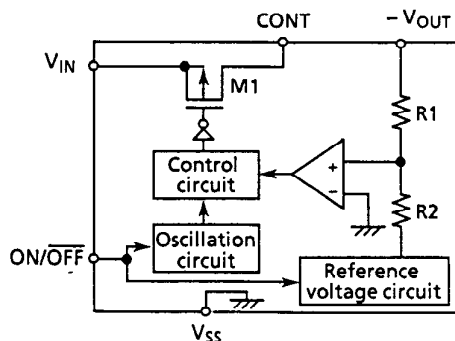 CONT
– VOUT
VIN
M1
R1
Control
circuit
+
–
R2
ON/OFF
Oscillation
circuit
Reference
voltage circuit
VSS